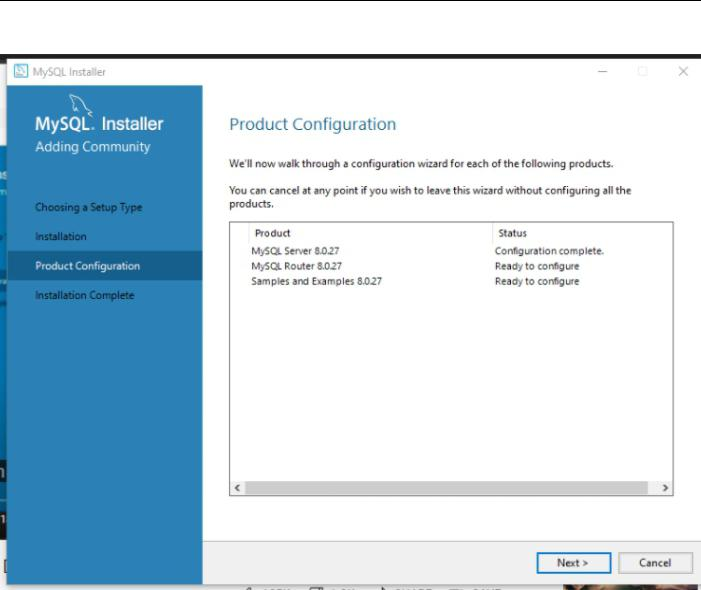 MySQL Installer
MySQL. Installer
Adding Community
Choosing a Setup Type
Installation
Product Configuration
Installation Complete
Product Configuration
We'll now walk through a configuration wizard for each of the following products.
You can cancel at any point if you wish to leave this wizard without configuring all the
products.
Product Status
MySQL Server 8.0.27 Configuration complete.
MySQL Router 8.0.27 Ready to configure
Samples and Examples 8.0.27 Ready to configure
Next > Cancel